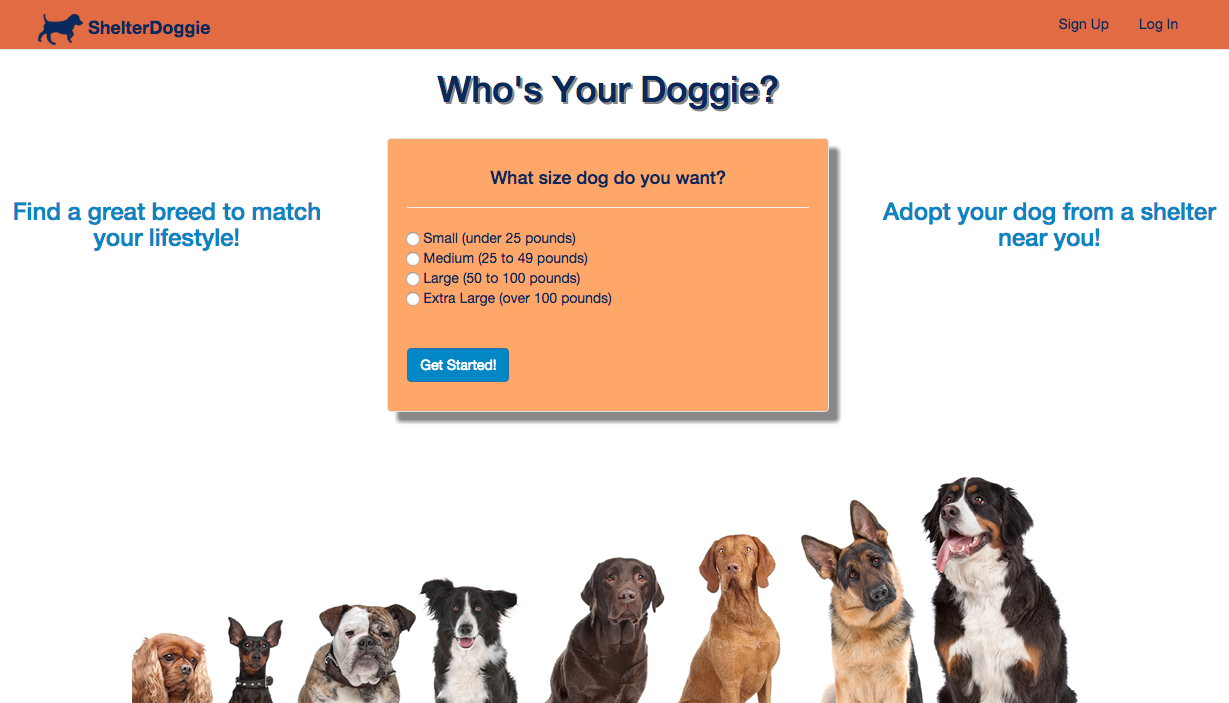 ShelterDoggie
Sign Up
Log In
Who's Your Doggie?
Find a great breed to match
your lifestyle!
What size dog do you want?
Small (under 25 pounds)
Medium (25 to 49 pounds)
Large (50 to 100 pounds)
Extra Large (over 100 pounds)
Get Started!
Adopt your dog from a shelter
near you!